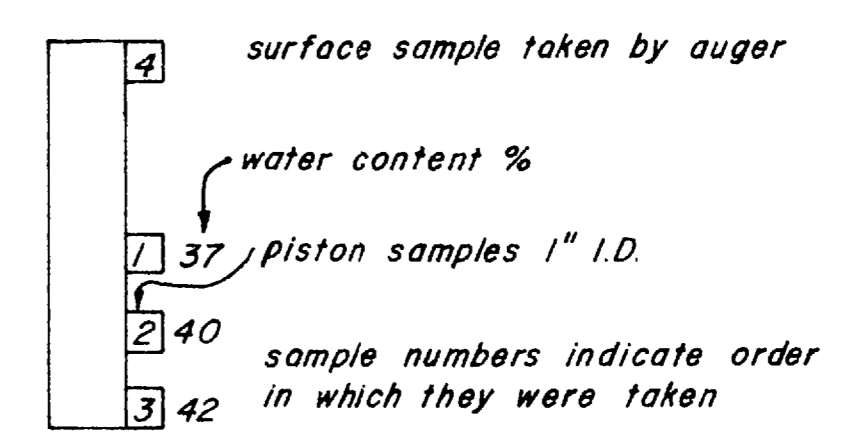 4 surface sample taken by auger
water content %
1 37 piston samples 1" I.D.
2 40
sample numbers indicate order
3 42 in which they were taken